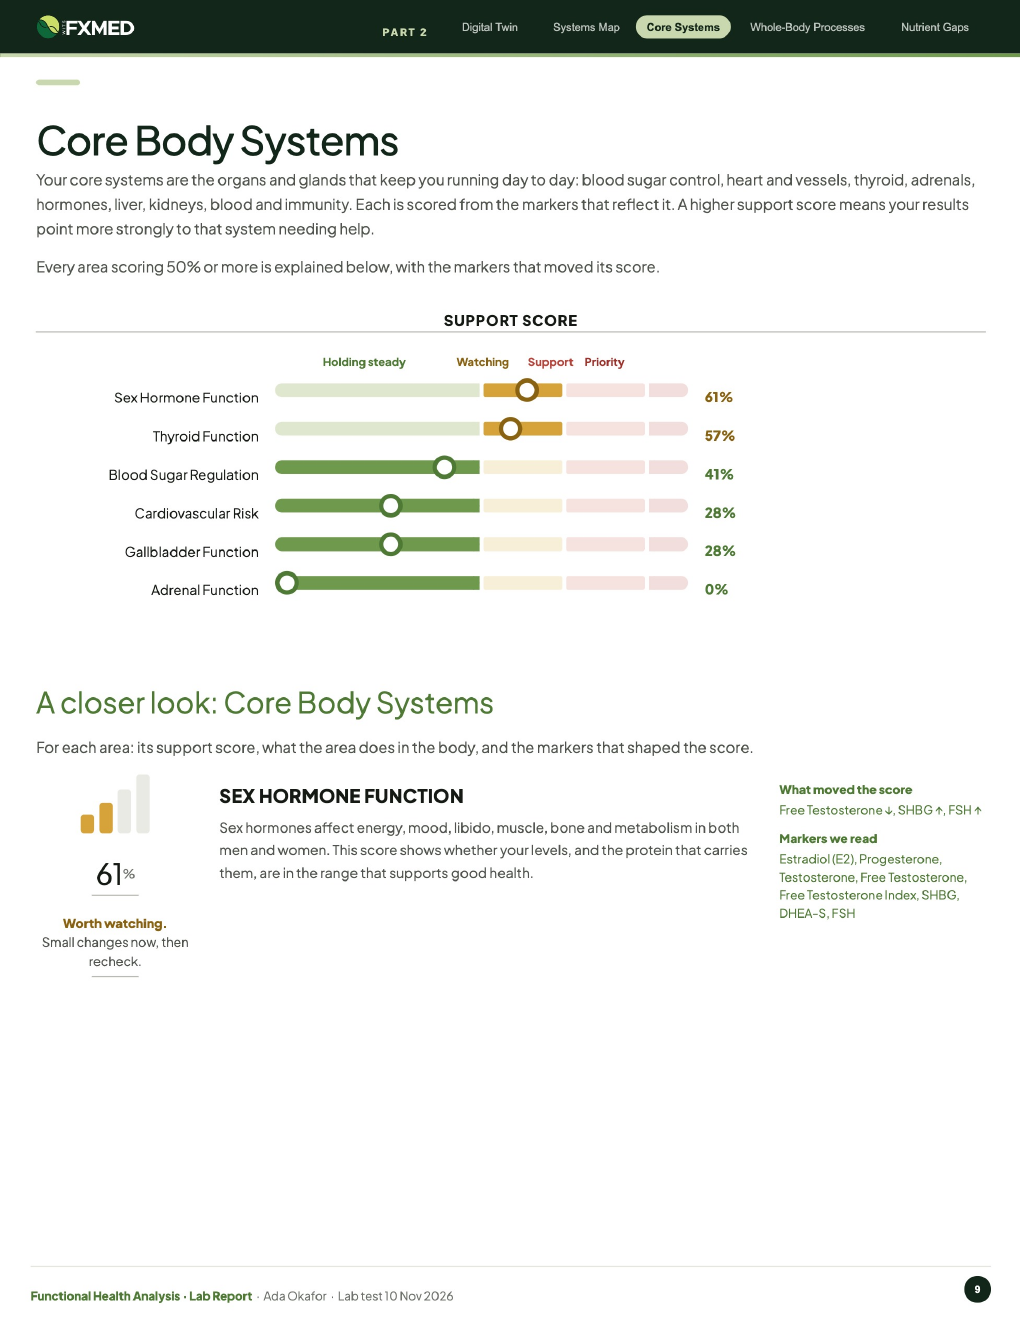 FXMED
PART 2
Digital Twin
Systems Map
Core Systems
Whole-Body Processes
Nutrient Gaps
Core Body Systems
Your core systems are the organs and glands that keep you running day to day: blood sugar control, heart and vessels, thyroid, adrenals,
hormones, liver, kidneys, blood and immunity. Each is scored from the markers that reflect it. A higher support score means your results
point more strongly to that system needing help.
Every area scoring 50% or more is explained below, with the markers that moved its score.
SUPPORT SCORE
Holding steady
Watching
Support
Priority
Sex Hormone Function 61%
Thyroid Function 57%
Blood Sugar Regulation 41%
Cardiovascular Risk 28%
Gallbladder Function 28%
Adrenal Function 0%
A closer look: Core Body Systems
For each area: its support score, what the area does in the body, and the markers that shaped the score.
61%
Worth watching.
Small changes now, then
recheck.
SEX HORMONE FUNCTION
Sex hormones affect energy, mood, libido, muscle, bone and metabolism in both
men and women. This score shows whether your levels, and the protein that carries
them, are in the range that supports good health.
What moved the score
Free Testosterone ↓, SHBG ↑, FSH ↑
Markers we read
Estradiol (E2), Progesterone,
Testosterone, Free Testosterone,
Free Testosterone Index, SHBG,
DHEA-S, FSH
Functional Health Analysis · Lab Report · Ada Okafor · Lab test 10 Nov 2026
9